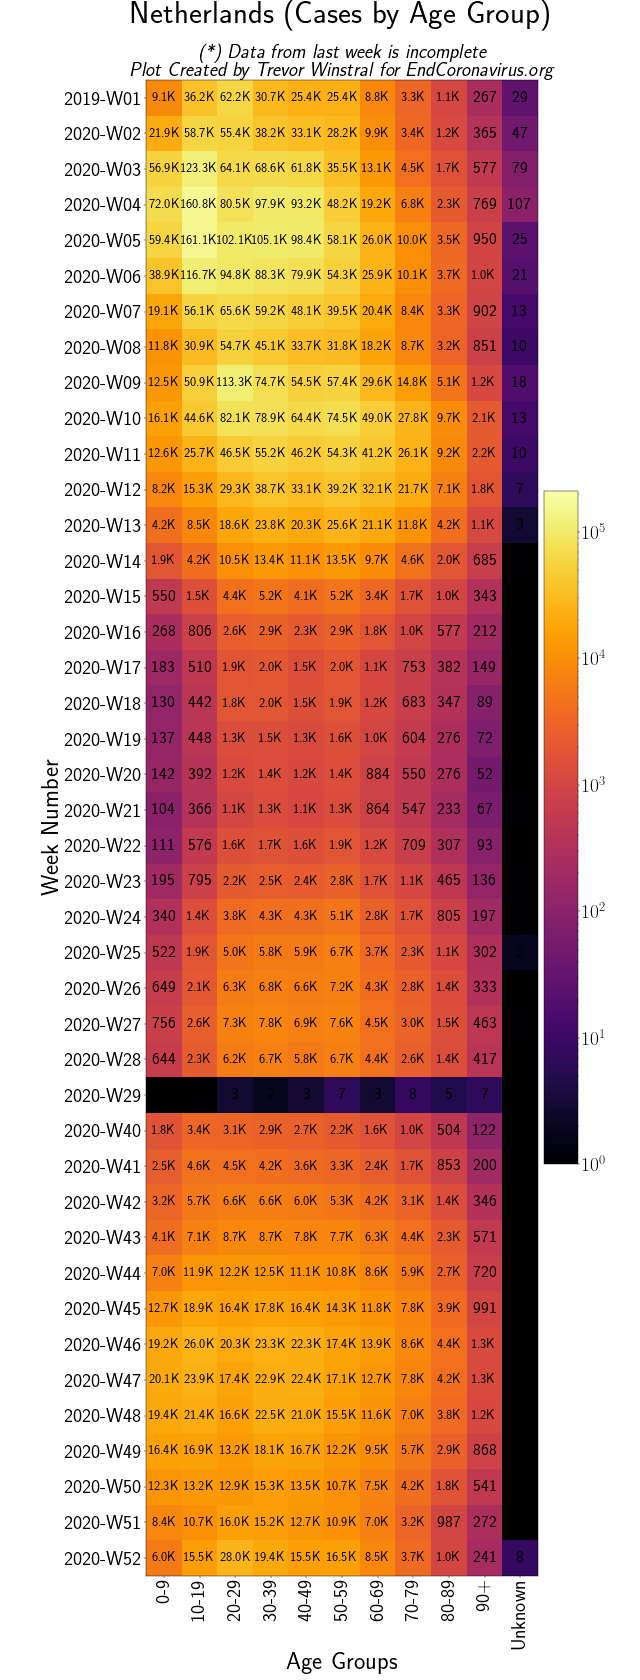 Netherlands (Cases by Age Group)
(*) Data from last week is incomplete
Plot Created by Trevor Winstral for EndCoronavirus.org
2019-W01 9.1K 36.2K 62.2K 30.7K 25.4K 25.4K 8.8K 3.3K 1.1K 267 29
2020-W02 21.9K 58.7K 55.4K 38.2K 33.1K 28.2K 9.9K 3.4K 1.2K 365 47
2020-W03 56.9K 123.3K 64.1K 68.6K 61.8K 35.5K 13.1K 4.5K 1.7K 577 79
2020-W04 72.0K 160.8K 80.5K 97.9K 93.2K 48.2K 19.2K 6.8K 2.3K 769 107
2020-W05 59.4K 161.1K 102.1K 105.1K 98.4K 58.1K 26.0K 10.0K 3.5K 950 25
2020-W06 38.9K 116.7K 94.8K 88.3K 79.9K 54.3K 25.9K 10.1K 3.7K 1.0K 21
2020-W07 19.1K 56.1K 65.6K 59.2K 48.1K 39.5K 20.4K 8.4K 3.3K 902 13
2020-W08 11.8K 30.9K 54.7K 45.1K 33.7K 31.8K 18.2K 8.7K 3.2K 851 10
2020-W09 12.5K 50.9K 113.3K 74.7K 54.5K 57.4K 29.6K 14.8K 5.1K 1.2K 18
2020-W10 16.1K 44.6K 82.1K 78.9K 64.4K 74.5K 49.0K 27.8K 9.7K 2.1K 13
2020-W11 12.6K 25.7K 46.5K 55.2K 46.2K 54.3K 41.2K 26.1K 9.2K 2.2K 10
2020-W12 8.2K 15.3K 29.3K 38.7K 33.1K 39.2K 32.1K 21.7K 7.1K 1.8K 7
2020-W13 4.2K 8.5K 18.6K 23.8K 20.3K 25.6K 21.1K 11.8K 4.2K 1.1K 3
2020-W14 1.9K 4.2K 10.5K 13.4K 11.1K 13.5K 9.7K 4.6K 2.0K 685
2020-W15 550 1.5K 4.4K 5.2K 4.1K 5.2K 3.4K 1.7K 1.0K 343
2020-W16 268 806 2.6K 2.9K 2.3K 2.9K 1.8K 1.0K 577 212
2020-W17 183 510 1.9K 2.0K 1.5K 2.0K 1.1K 753 382 149
2020-W18 130 442 1.8K 2.0K 1.5K 1.9K 1.2K 683 347 89
2020-W19 137 448 1.3K 1.5K 1.3K 1.6K 1.0K 604 276 72
2020-W20 142 392 1.2K 1.4K 1.2K 1.4K 884 550 276 52
2020-W21 104 366 1.1K 1.3K 1.1K 1.3K 864 547 233 67
2020-W22 111 576 1.6K 1.7K 1.6K 1.9K 1.2K 709 307 93
2020-W23 195 795 2.2K 2.5K 2.4K 2.8K 1.7K 1.1K 465 136
2020-W24 340 1.4K 3.8K 4.3K 4.3K 5.1K 2.8K 1.7K 805 197
2020-W25 522 1.9K 5.0K 5.8K 5.9K 6.7K 3.7K 2.3K 1.1K 302 2
2020-W26 649 2.1K 6.3K 6.8K 6.6K 7.2K 4.3K 2.8K 1.4K 333
2020-W27 756 2.6K 7.3K 7.8K 6.9K 7.6K 4.5K 3.0K 1.5K 463
2020-W28 644 2.3K 6.2K 6.7K 5.8K 6.7K 4.4K 2.6K 1.4K 417
2020-W29 3 2 3 7 3 8 5 7
2020-W40 1.8K 3.4K 3.1K 2.9K 2.7K 2.2K 1.6K 1.0K 504 122
2020-W41 2.5K 4.6K 4.5K 4.2K 3.6K 3.3K 2.4K 1.7K 853 200
2020-W42 3.2K 5.7K 6.6K 6.6K 6.0K 5.3K 4.2K 3.1K 1.4K 346
2020-W43 4.1K 7.1K 8.7K 8.7K 7.8K 7.7K 6.3K 4.4K 2.3K 571
2020-W44 7.0K 11.9K 12.2K 12.5K 11.1K 10.8K 8.6K 5.9K 2.7K 720
2020-W45 12.7K 18.9K 16.4K 17.8K 16.4K 14.3K 11.8K 7.8K 3.9K 991
2020-W46 19.2K 26.0K 20.3K 23.3K 22.3K 17.4K 13.9K 8.6K 4.4K 1.3K
2020-W47 20.1K 23.9K 17.4K 22.9K 22.4K 17.1K 12.7K 7.8K 4.2K 1.3K
2020-W48 19.4K 21.4K 16.6K 22.5K 21.0K 15.5K 11.6K 7.0K 3.8K 1.2K
2020-W49 16.4K 16.9K 13.2K 18.1K 16.7K 12.2K 9.5K 5.7K 2.9K 868
2020-W50 12.3K 13.2K 12.9K 15.3K 13.5K 10.7K 7.5K 4.2K 1.8K 541
2020-W51 8.4K 10.7K 16.0K 15.2K 12.7K 10.9K 7.0K 3.2K 987 272
2020-W52 6.0K 15.5K 28.0K 19.4K 15.5K 16.5K 8.5K 3.7K 1.0K 241 8
0-9 10-19 20-29 30-39 40-49 50-59 60-69 70-79 80-89 90+ Unknown
Age Groups
Week Number
10⁵
10⁴
10³
10²
10¹
10⁰